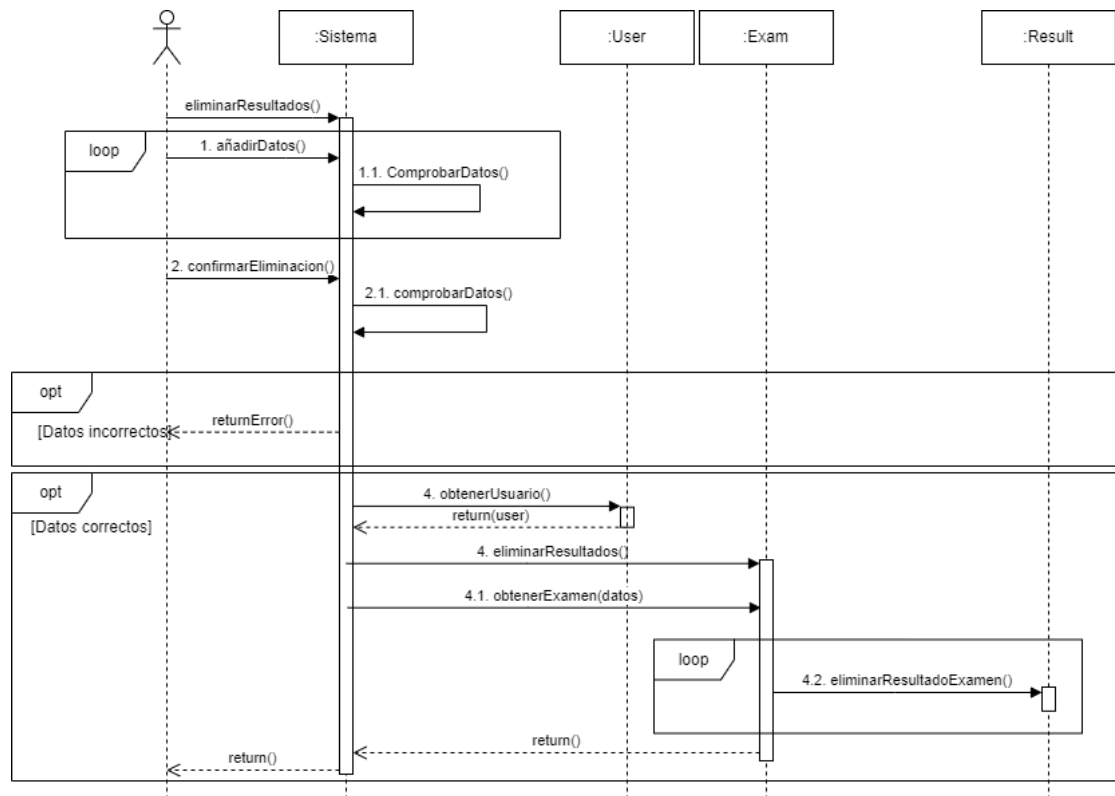 :Sistema
:User
:Exam
:Result
eliminarResultados()
loop
1. añadirDatos()
1.1. ComprobarDatos()
2. confirmarEliminacion()
2.1. comprobarDatos()
opt
returnError()
[Datos incorrectos]
opt
4. obtenerUsuario()
return(user)
[Datos correctos]
4. eliminarResultados()
4.1. obtenerExamen(datos)
loop
4.2. eliminarResultadoExamen()
return()
return()